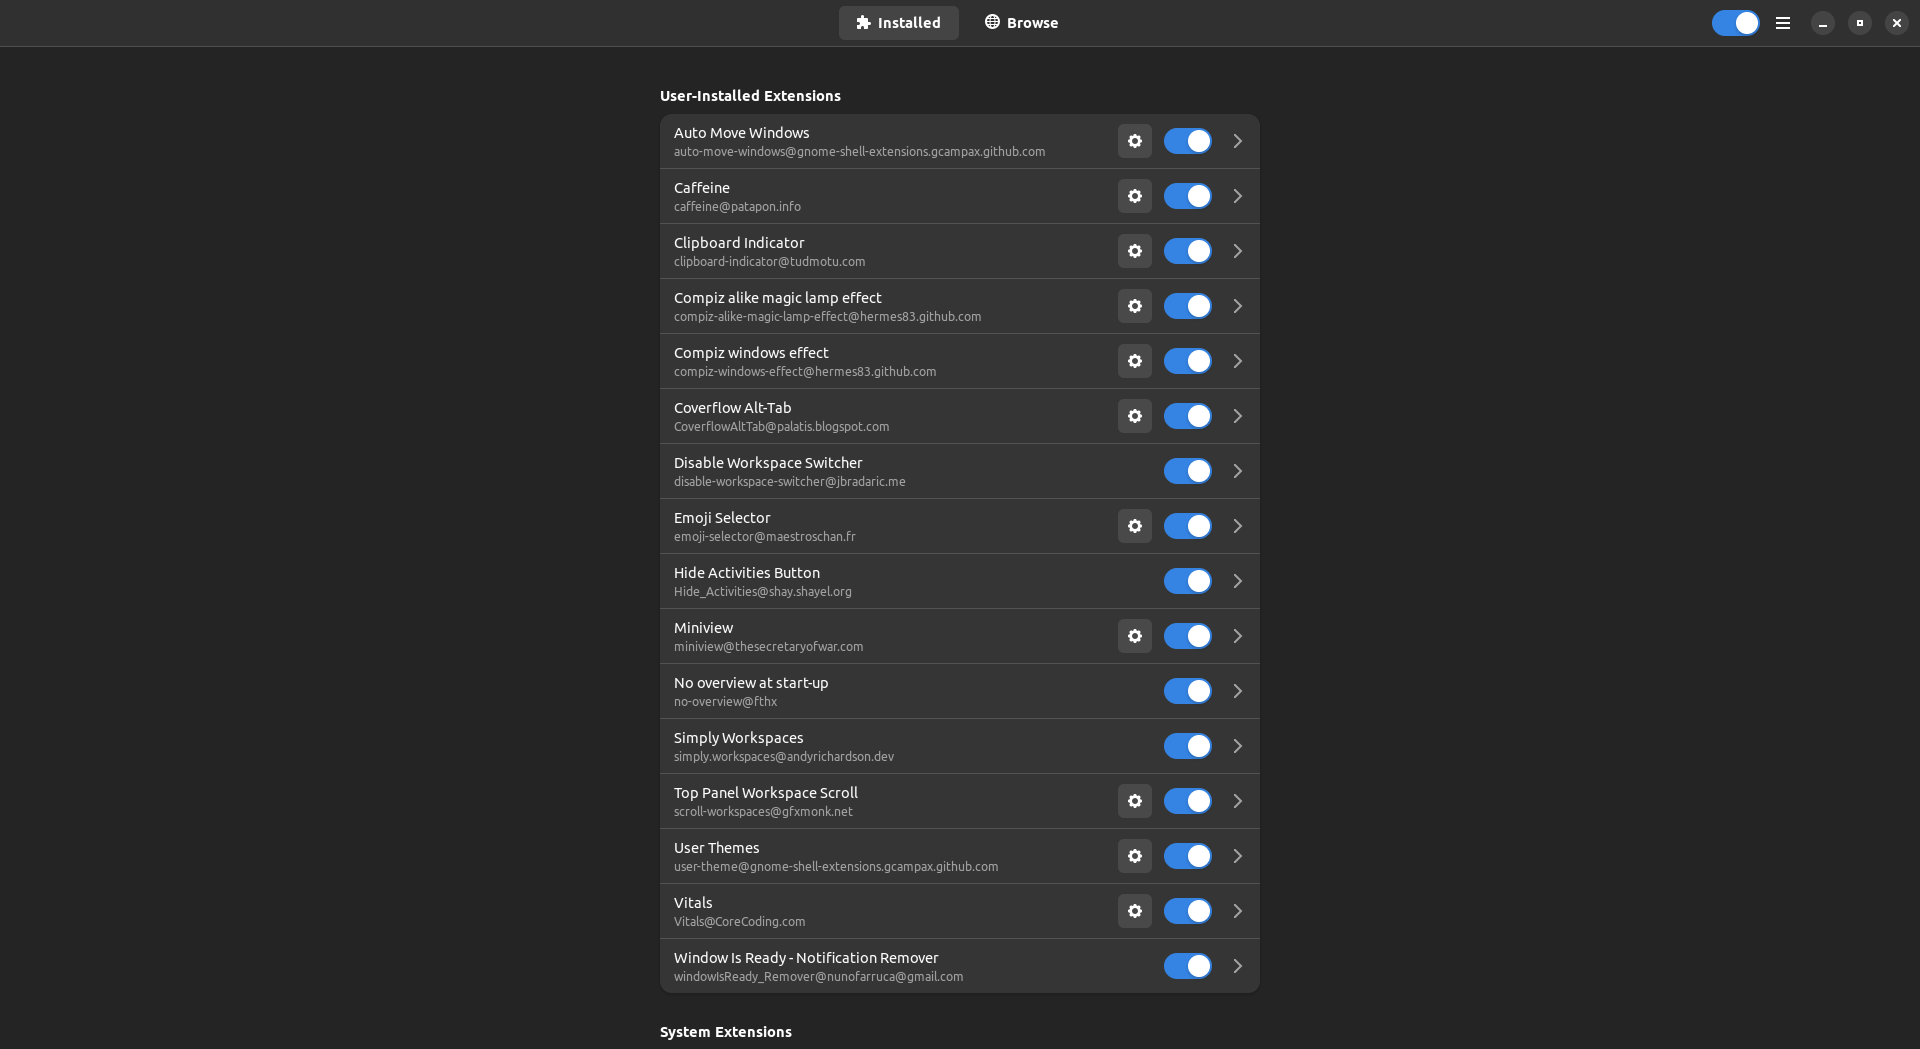 Installed
Browse
User-Installed Extensions
Auto Move Windows
auto-move-windows@gnome-shell-extensions.gcampax.github.com
Caffeine
caffeine@patapon.info
Clipboard Indicator
clipboard-indicator@tudmotu.com
Compiz alike magic lamp effect
compiz-alike-magic-lamp-effect@hermes83.github.com
Compiz windows effect
compiz-windows-effect@hermes83.github.com
Coverflow Alt-Tab
CoverflowAltTab@palatis.blogspot.com
Disable Workspace Switcher
disable-workspace-switcher@jbradaric.me
Emoji Selector
emoji-selector@maestroschan.fr
Hide Activities Button
Hide_Activities@shay.shayel.org
Miniview
miniview@thesecretaryofwar.com
No overview at start-up
no-overview@fthx
Simply Workspaces
simply.workspaces@andyrichardson.dev
Top Panel Workspace Scroll
scroll-workspaces@gfxmonk.net
User Themes
user-theme@gnome-shell-extensions.gcampax.github.com
Vitals
Vitals@CoreCoding.com
Window Is Ready - Notification Remover
windowIsReady_Remover@nunofarruca@gmail.com
System Extensions